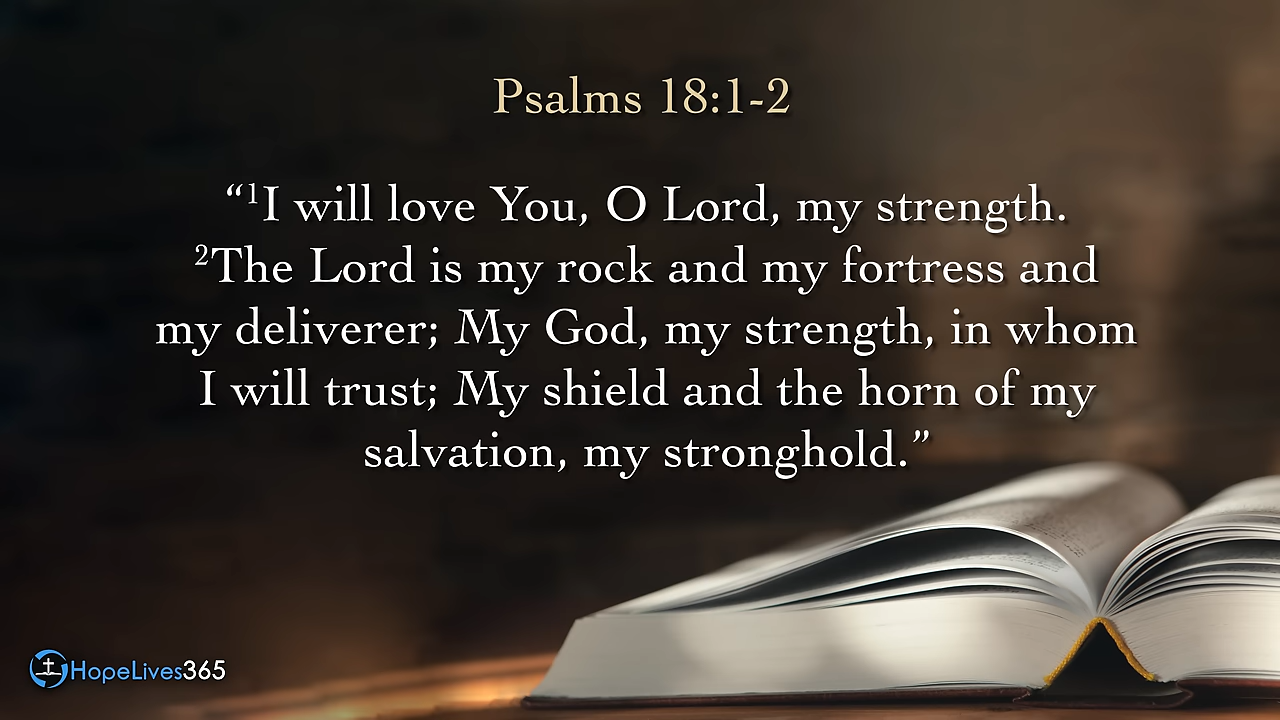 Psalms 18:1-2
“¹I will love You, O Lord, my strength.
²The Lord is my rock and my fortress and
my deliverer; My God, my strength, in whom
I will trust; My shield and the horn of my
salvation, my stronghold.”
HopeLives365